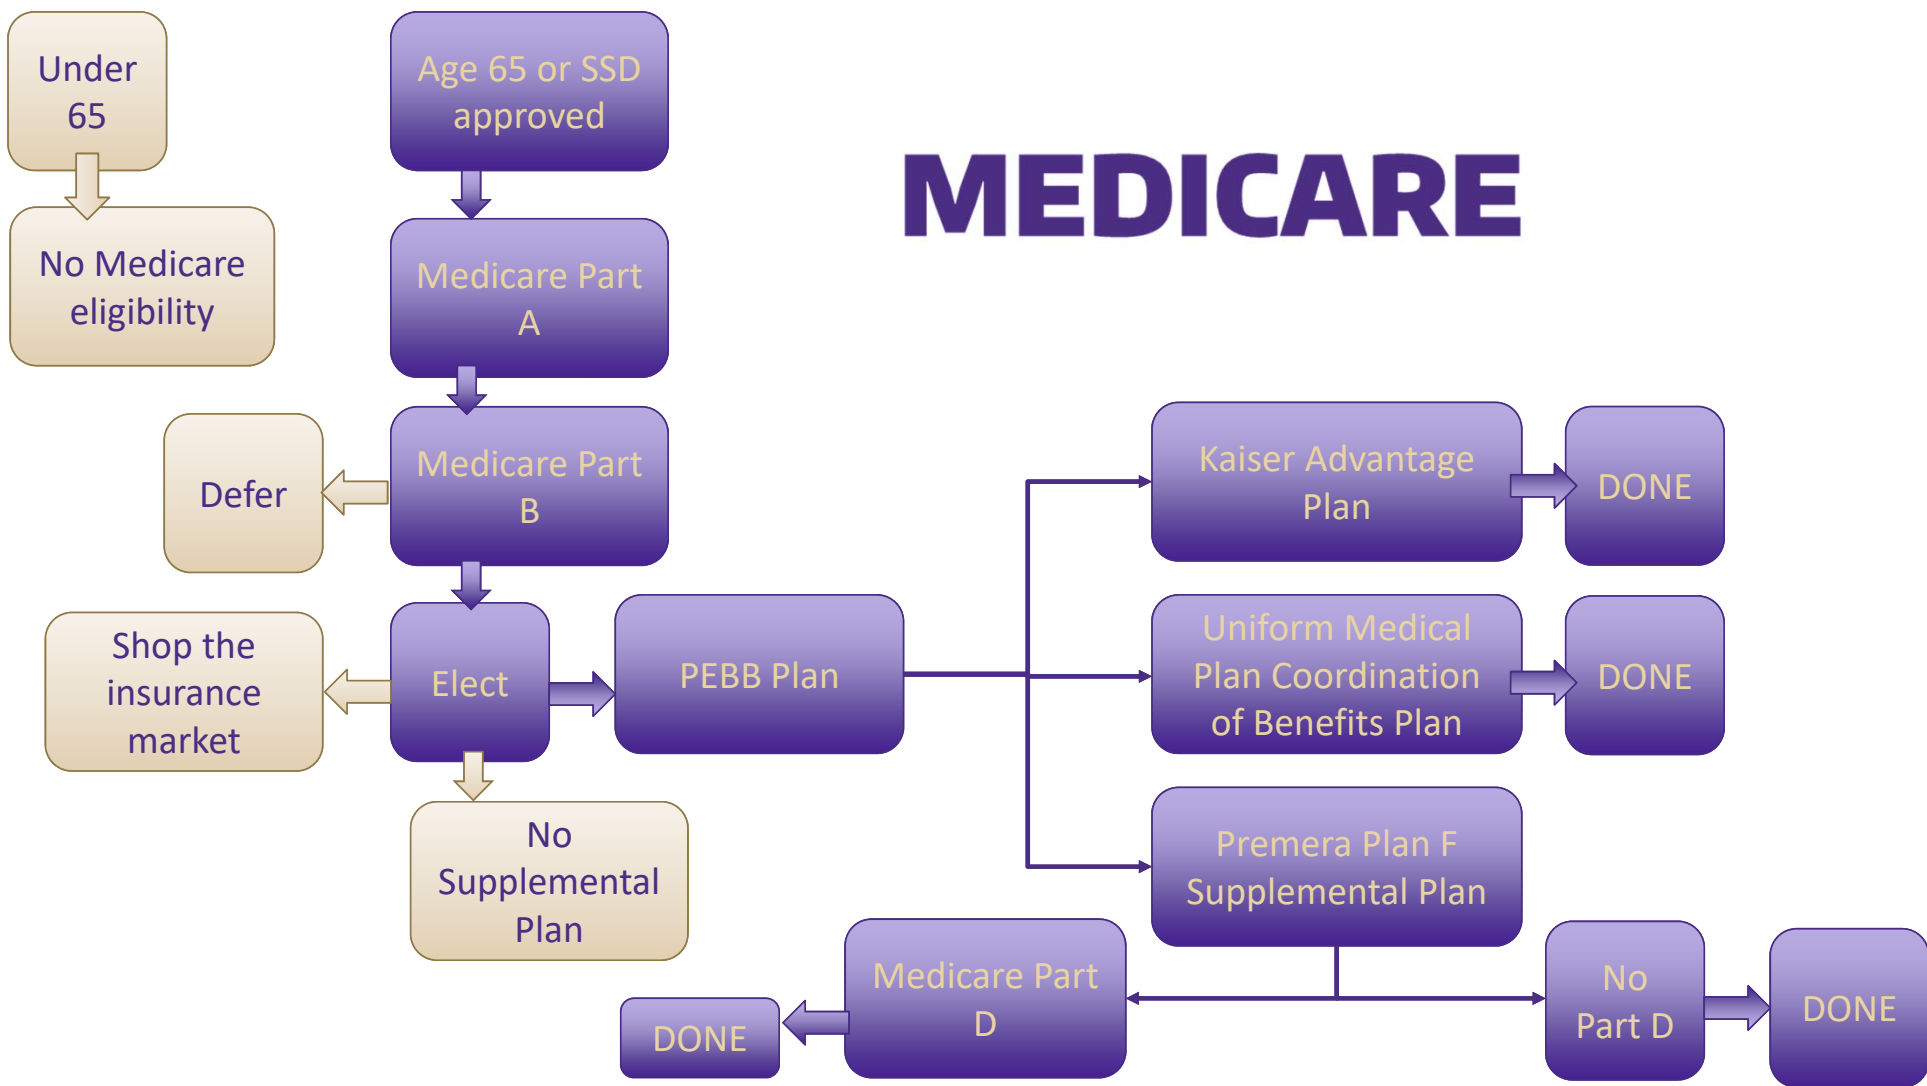 Under
65
Age 65 or SSD
approved
MEDICARE
No Medicare
eligibility
Medicare Part
A
Defer
Medicare Part
B
Kaiser Advantage
Plan
DONE
Shop the
insurance
market
Elect
PEBB Plan
Uniform Medical
Plan Coordination
of Benefits Plan
DONE
No
Supplemental
Plan
Premera Plan F
Supplemental Plan
DONE
Medicare Part
D
No
Part D
DONE